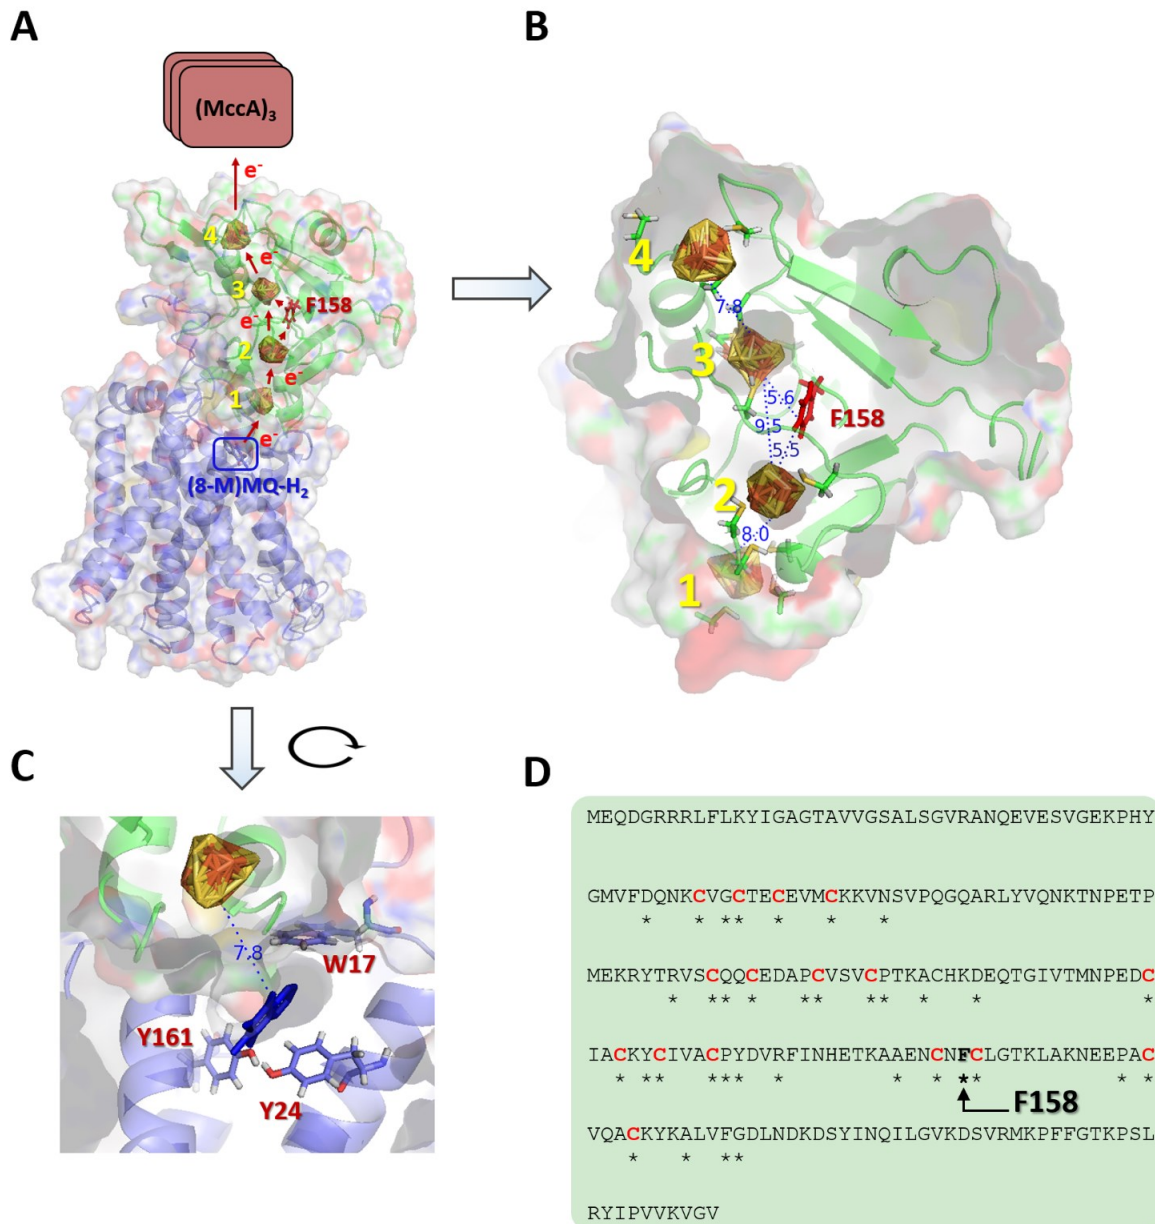 A
(MccA)3
e-
4
e-
3
F158
e-
2
e-
1
e-
(8-M)MQ-H2
B
4
7.8
3
5.6
F158
9.5
5.5
2
8.0
1
C
7.8
W17
Y161
Y24
D
MEQDGRRRLFLKYIGAGTAVVGSALSGVRANQEVESVGEKPHY
GMVFDQNKCVGCTECEVMCKKVNSVPQGQARLYVQNKTNPETP
* * * * * * *
MEKRYTRVSCQQCEDAPCVSVCPTKACHKDEQTGIVTMNPEDC
* * * * * * * * * * *
IACKYCIVACPYDVRFINHETKAAENCNFCLGTKLAKNEEPAC
* * * * * * * * * * * * *
F158
VQACKYKALVFGDLNDKDSYINQILGVKDSVRMKPFFGTKPSL
* * * *
RYIPVVKVGV